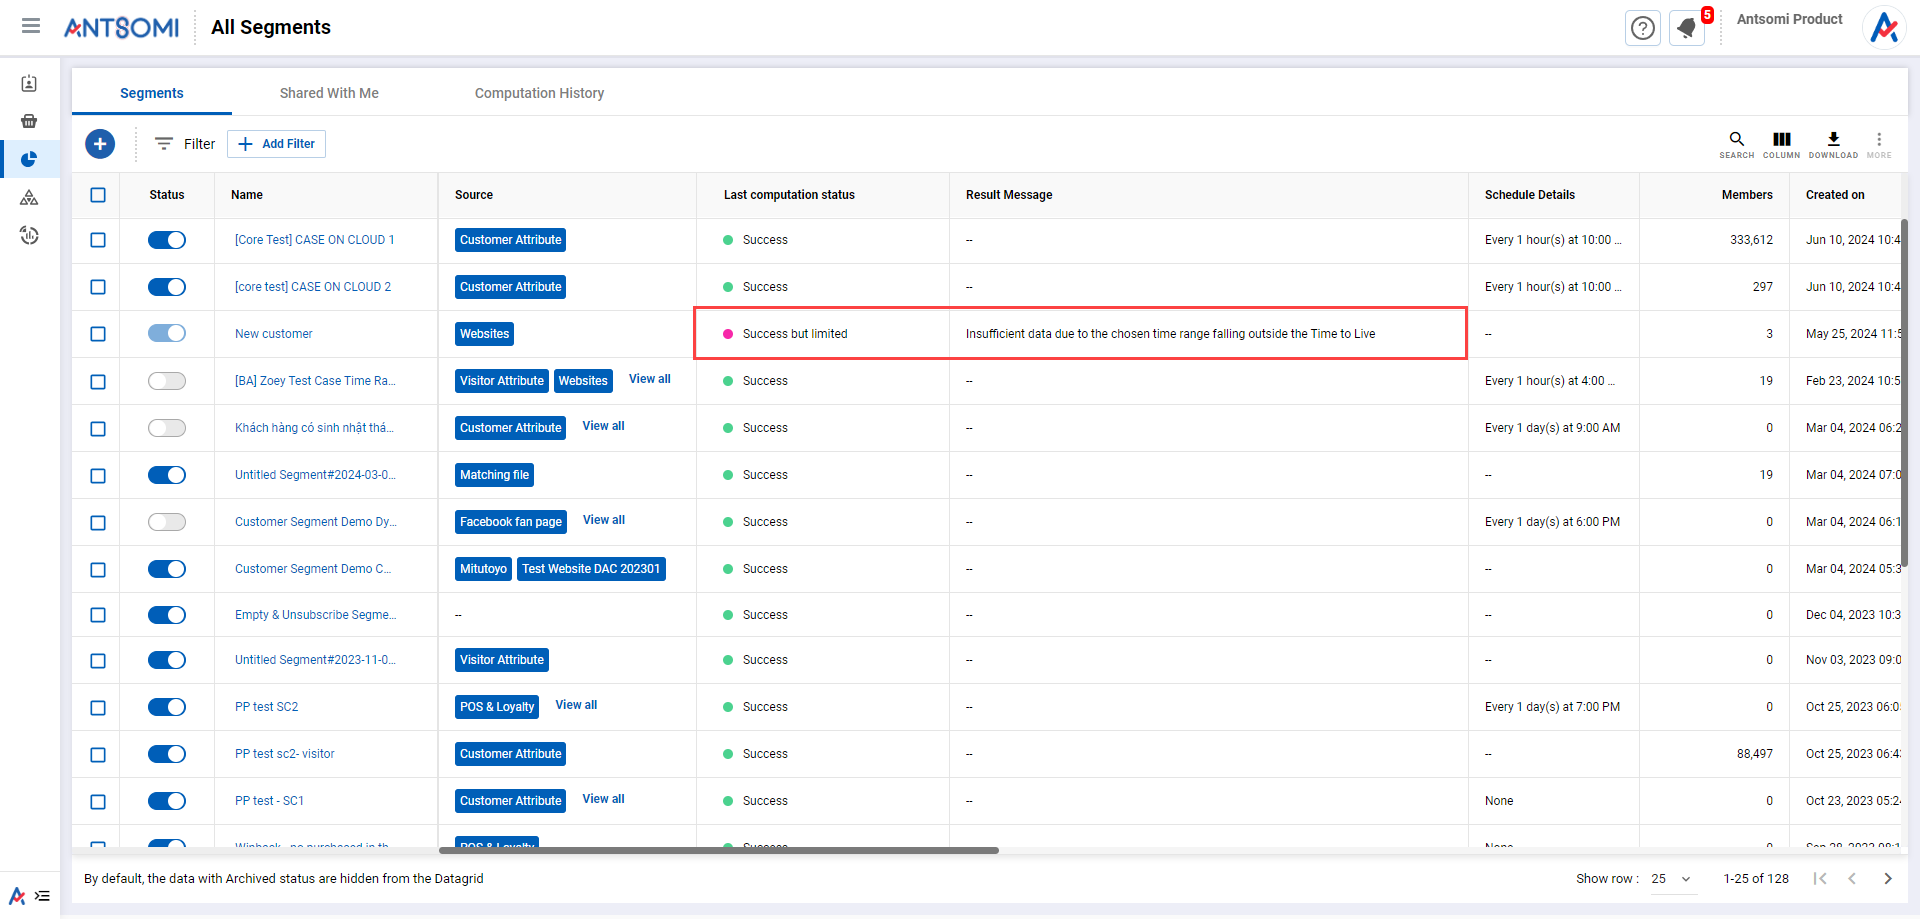 ANTSOMI
All Segments
5
Antsomi Product
Segments
Shared With Me
Computation History
Filter
Add Filter
SEARCH
COLUMN
DOWNLOAD
MORE
Status Name Source Last computation status Result Message Schedule Details Members Created on
[Core Test] CASE ON CLOUD 1 Customer Attribute Success -- Every 1 hour(s) at 10:00 ... 333,612 Jun 10, 2024 10:4
[core test] CASE ON CLOUD 2 Customer Attribute Success -- Every 1 hour(s) at 10:00 ... 297 Jun 10, 2024 10:4
New customer Websites Success but limited Insufficient data due to the chosen time range falling outside the Time to Live -- 3 May 25, 2024 11:5
[BA] Zoey Test Case Time Ra... Visitor Attribute Websites View all Success -- Every 1 hour(s) at 4:00 ... 19 Feb 23, 2024 10:5
Khách hàng có sinh nhật thá... Customer Attribute View all Success -- Every 1 day(s) at 9:00 AM 0 Mar 04, 2024 06:2
Untitled Segment#2024-03-0... Matching file Success -- -- 19 Mar 04, 2024 07:0
Customer Segment Demo Dy... Facebook fan page View all Success -- Every 1 day(s) at 6:00 PM 0 Mar 04, 2024 06:1
Customer Segment Demo C... Mitutoyo Test Website DAC 202301 Success -- -- 0 Mar 04, 2024 05:3
Empty & Unsubscribe Segme... -- Success -- -- 0 Dec 04, 2023 10:3
Untitled Segment#2023-11-0... Visitor Attribute Success -- -- 0 Nov 03, 2023 09:0
PP test SC2 POS & Loyalty View all Success -- Every 1 day(s) at 7:00 PM 0 Oct 25, 2023 06:0
PP test sc2- visitor Customer Attribute Success -- -- 88,497 Oct 25, 2023 06:4
PP test - SC1 Customer Attribute View all Success -- None 0 Oct 23, 2023 05:2
POS & Loyalty Success -- None 0
By default, the data with Archived status are hidden from the Datagrid
Show row : 25
1-25 of 128